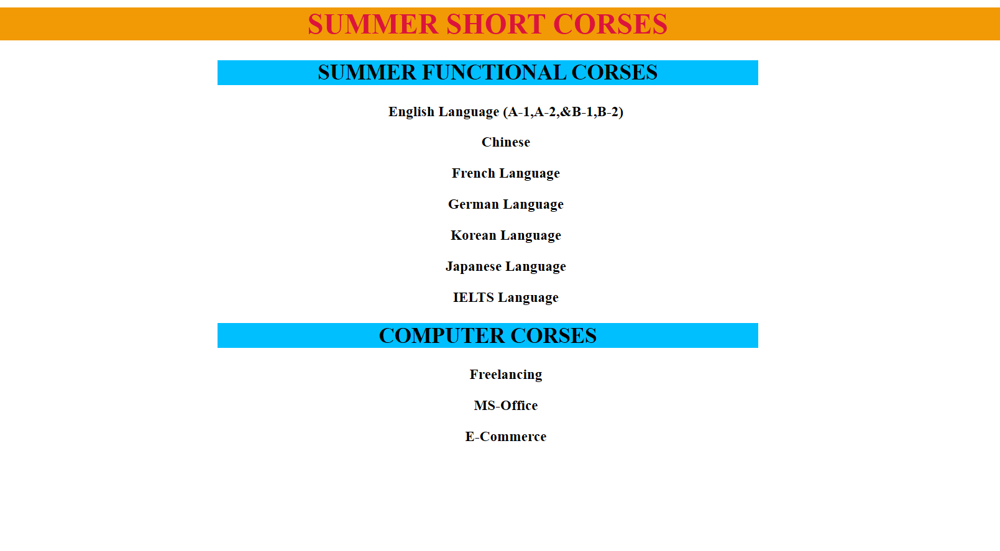 SUMMER SHORT CORSES
SUMMER FUNCTIONAL CORSES
English Language (A-1,A-2,&B-1,B-2)
Chinese
French Language
German Language
Korean Language
Japanese Language
IELTS Language
COMPUTER CORSES
Freelancing
MS-Office
E-Commerce